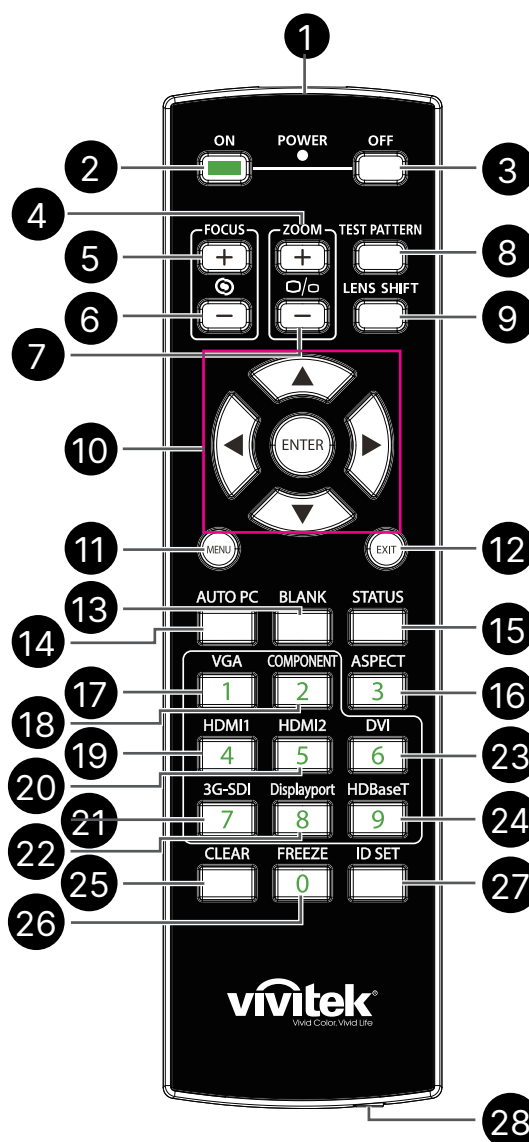 1
ON POWER OFF
2 3
4
FOCUS ZOOM TEST PATTERN
5 + + 8
LENS SHIFT
6 − − 9
7
10 ENTER
11 MENU EXIT 12
13 AUTO PC BLANK STATUS
14 15
VGA COMPONENT ASPECT
17 1 2 3 16
18 HDMI1 HDMI2 DVI
19 4 5 6 23
20
3G-SDI Displayport HDBaseT
21 7 8 9 24
22
CLEAR FREEZE ID SET
25 0 27
26
vivitek®
Vivid Color, Vivid Life
28